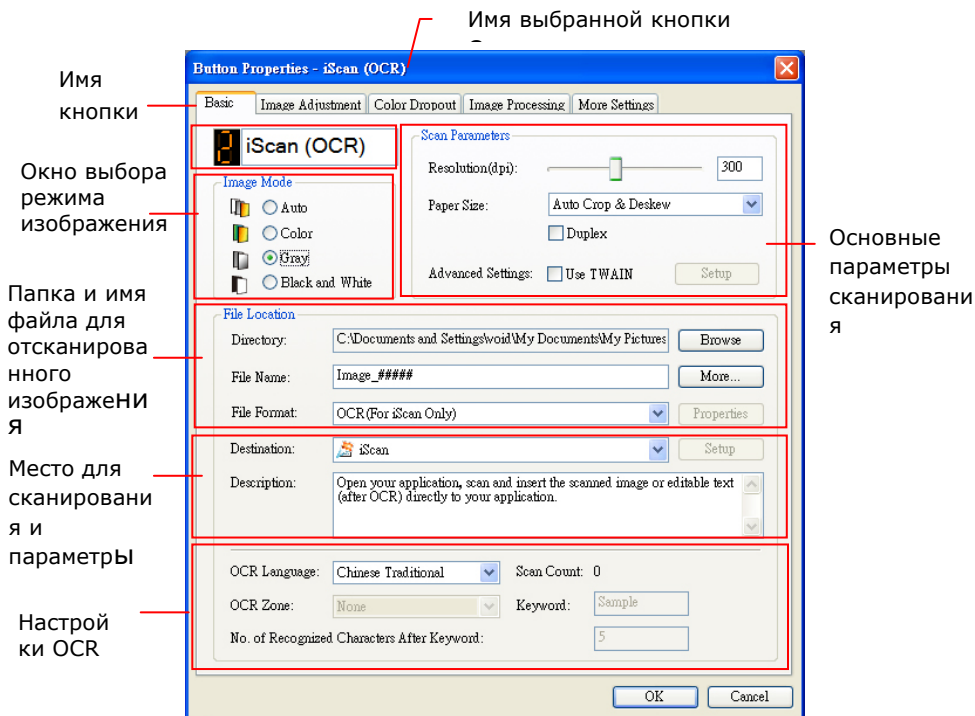 Имя выбранной кнопки
Имя
кнопки
Окно выбора
режима
изображения
Папка и имя
файла для
отсканирова
нного
изображени
я
Место для
сканировани
я и
параметры
Настрой
ки OCR
Button Properties - iScan (OCR)
Basic Image Adjustment Color Dropout Image Processing More Settings
2 iScan (OCR)
Image Mode
Auto
Color
Gray
Black and White
Scan Parameters
Resolution(dpi): 300
Paper Size: Auto Crop & Deskew
Duplex
Advanced Settings: Use TWAIN Setup
File Location
Directory: C:\Documents and Settings\void\My Documents\My Pictures Browse
File Name: Image_##### More...
File Format: OCR(For iScan Only) Properties
Destination: iScan Setup
Description: Open your application, scan and insert the scanned image or editable text
(after OCR) directly to your application.
OCR Language: Chinese Traditional Scan Count: 0
OCR Zone: None Keyword: Sample
No. of Recognized Characters After Keyword: 5
OK Cancel
Основные
параметры
сканировани
я